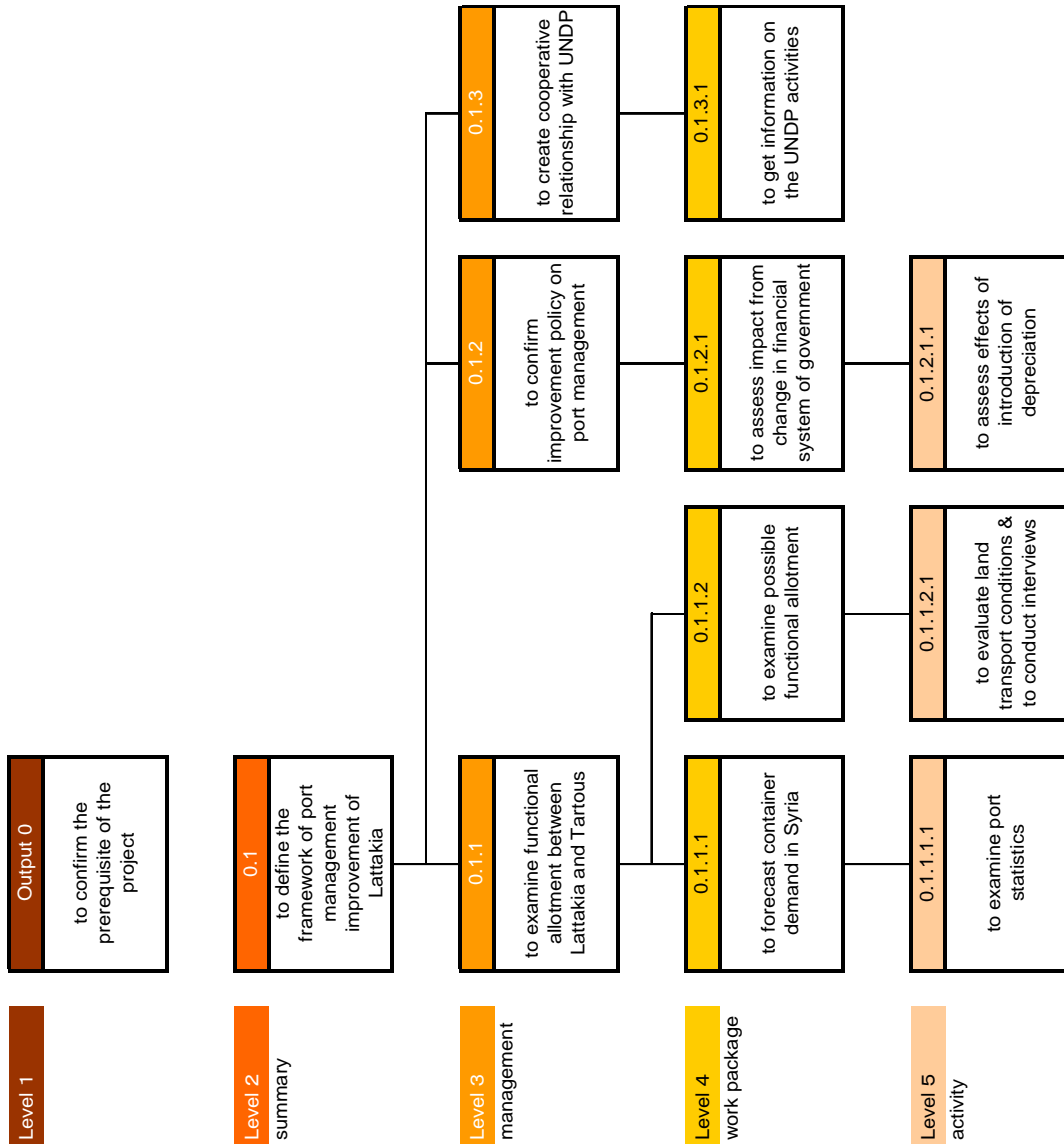 Level 1
Output 0
to confirm the
prerequisite of the
project
Level 2
summary
0.1
to define the
framework of port
management
improvement of
Lattakia
Level 3
management
0.1.1
to examine functional
allotment between
Lattakia and Tartous
0.1.2
to confirm
improvement policy on
port management
0.1.3
to create cooperative
relationship with UNDP
Level 4
work package
0.1.1.1
to forecast container
demand in Syria
0.1.1.2
to examine possible
functional allotment
0.1.2.1
to assess impact from
change in financial
system of government
0.1.3.1
to get information on
the UNDP activities
Level 5
activity
0.1.1.1.1
to examine port
statistics
0.1.1.2.1
to evaluate land
transport conditions &
to conduct interviews
0.1.2.1.1
to assess effects of
introduction of
depreciation